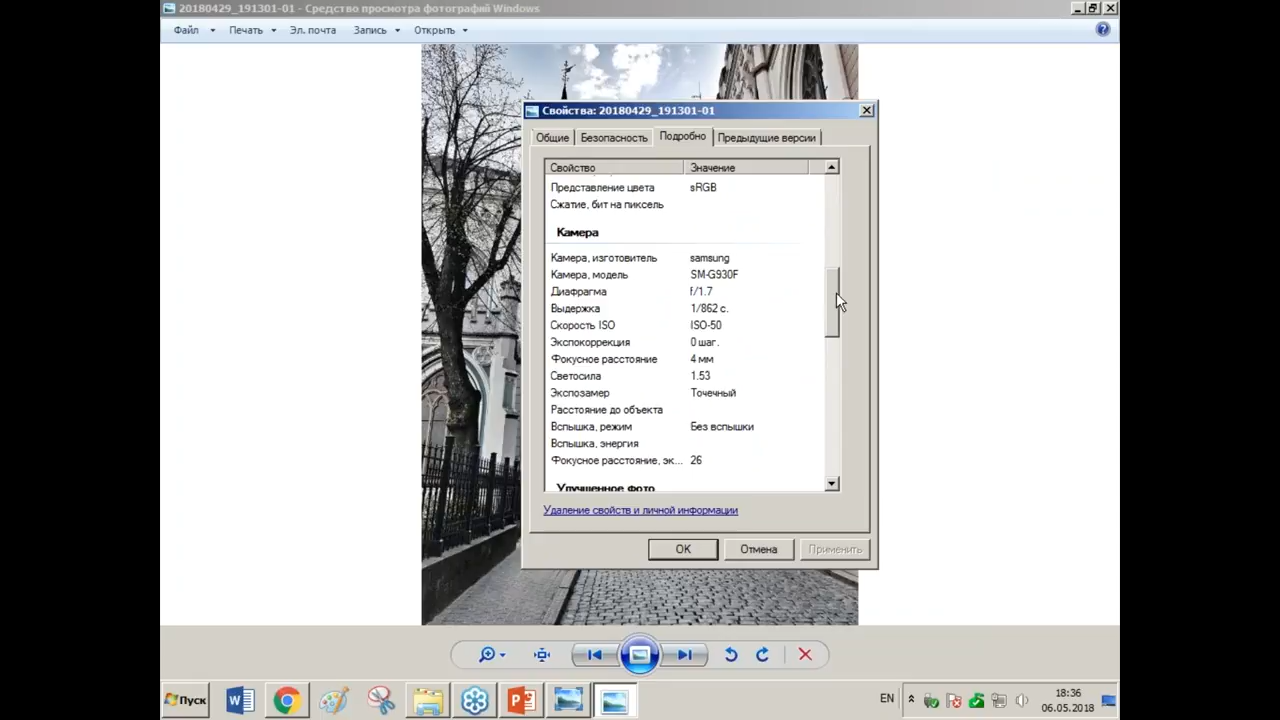 20180429_191301-01 - Средство просмотра фотографий Windows
Файл Печать Эл. почта Запись Открыть
Свойства: 20180429_191301-01
Общие Безопасность Подробно Предыдущие версии
Свойство Значение
Представление цвета sRGB
Сжатие, бит на пиксель
Камера
Камера, изготовитель samsung
Камера, модель SM-G930F
Диафрагма f/1.7
Выдержка 1/862 с.
Скорость ISO ISO-50
Экспокоррекция 0 шаг.
Фокусное расстояние 4 мм
Светосила 1.53
Экспозамер Точечный
Расстояние до объекта
Вспышка, режим Без вспышки
Вспышка, энергия
Фокусное расстояние, эк... 26
Улучшенное фото
Удаление свойств и личной информации
OK Отмена Применить
Пуск EN 18:36
06.05.2018